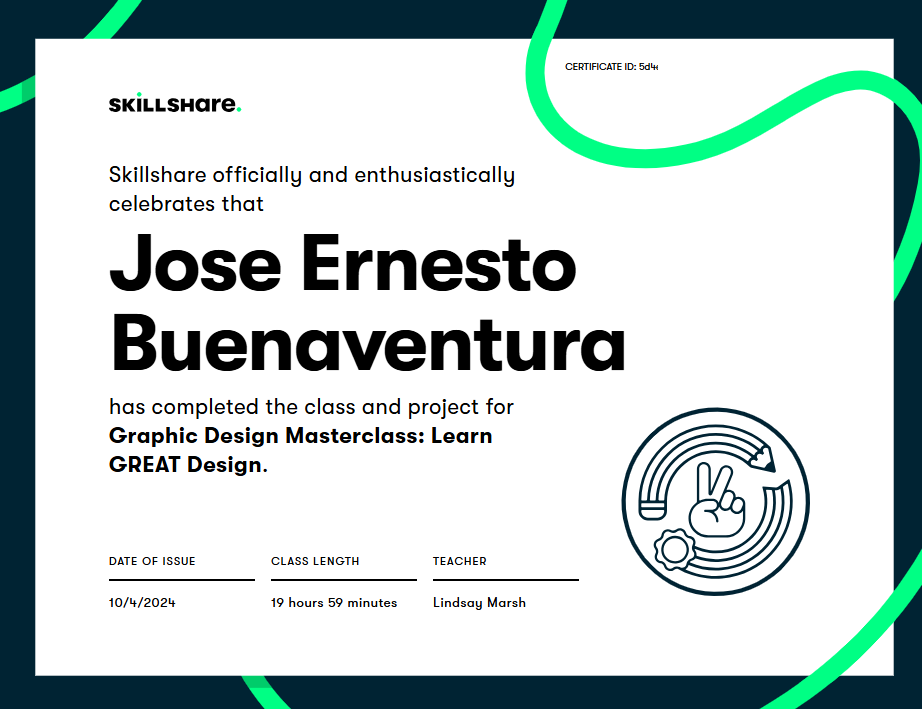 CERTIFICATE ID: 5d4
SKILLSHARE.
Skillshare officially and enthusiastically
celebrates that
Jose Ernesto
Buenaventura
has completed the class and project for
Graphic Design Masterclass: Learn
GREAT Design.
DATE OF ISSUE CLASS LENGTH TEACHER
10/4/2024 19 hours 59 minutes Lindsay Marsh